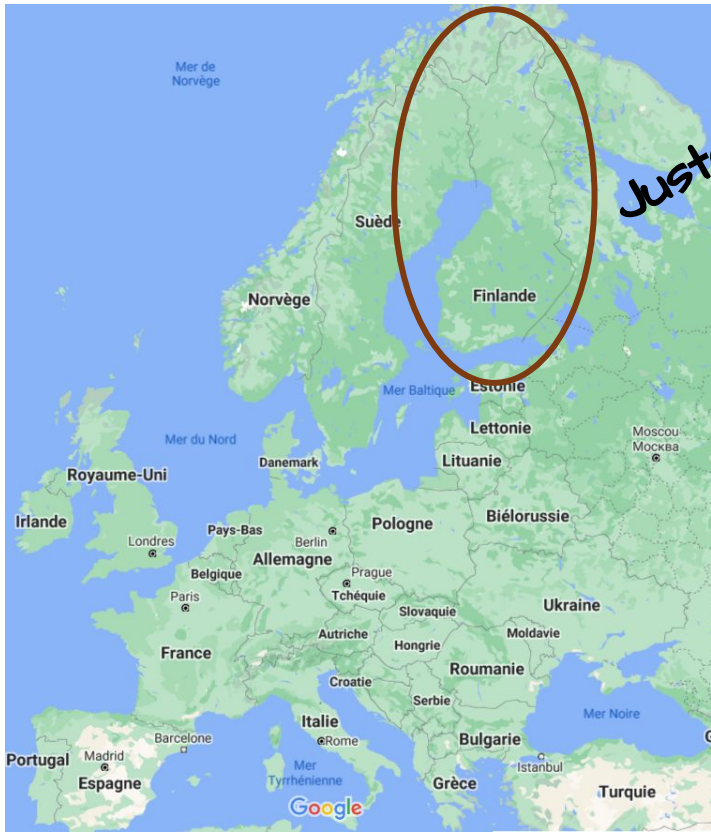 Mer de
Norvège
Juste
Suède
Norvège
Finlande
Mer Baltique
Estonie
Mer du Nord
Lettonie
Moscou
Москва
Danemark
Lituanie
Royaume-Uni
Irlande
Pays-Bas
Berlin
Pologne
Biélorussie
Londres
Allemagne
Belgique
Prague
Tchéquie
Paris
Slovaquie
Ukraine
Autriche
Moldavie
France
Hongrie
Roumanie
Croatie
Serbie
Italie
Mer Noire
Barcelone
Rome
Bulgarie
Portugal
Madrid
Mer
Tyrrhénienne
Istanbul
Espagne
Grèce
Turquie
Google